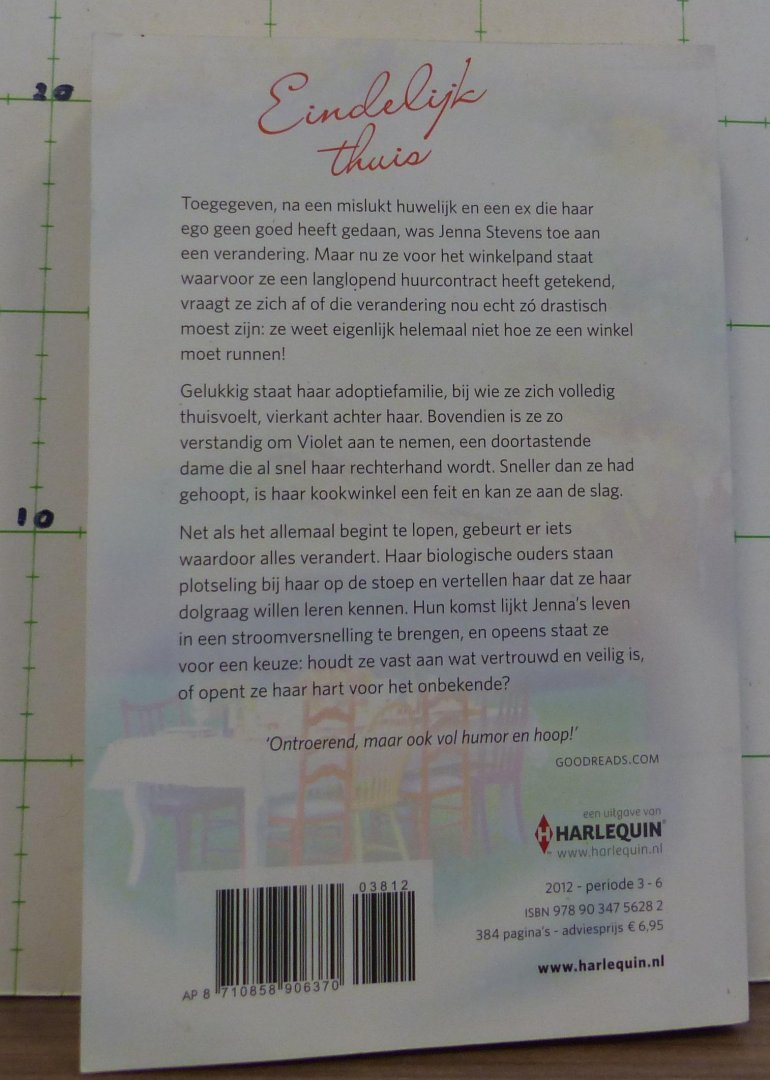 20
10
Eindelijk
thuis
Toegegeven, na een mislukt huwelijk en een ex die haar
ego geen goed heeft gedaan, was Jenna Stevens toe aan
een verandering. Maar nu ze voor het winkelpand staat
waarvoor ze een langlopend huurcontract heeft getekend,
vraagt ze zich af of die verandering nou echt zó drastisch
moest zijn: ze weet eigenlijk helemaal niet hoe ze een winkel
moet runnen!
Gelukkig staat haar adoptiefamilie, bij wie ze zich volledig
thuisvoelt, vierkant achter haar. Bovendien is ze zo
verstandig om Violet aan te nemen, een doortastende
dame die al snel haar rechterhand wordt. Sneller dan ze had
gehoopt, is haar kookwinkel een feit en kan ze aan de slag.
Net als het allemaal begint te lopen, gebeurt er iets
waardoor alles verandert. Haar biologische ouders staan
plotseling bij haar op de stoep en vertellen haar dat ze haar
dolgraag willen leren kennen. Hun komst lijkt Jenna's leven
in een stroomversnelling te brengen, en opeens staat ze
voor een keuze: houdt ze vast aan wat vertrouwd en veilig is,
of opent ze haar hart voor het onbekende?
'Ontroerend, maar ook vol humor en hoop!'
GOODREADS.COM
een uitgave van
H HARLEQUIN®
™ www.harlequin.nl
2012 - periode 3 - 6
ISBN 978 90 347 5628 2
384 pagina's - adviesprijs € 6,95
www.harlequin.nl
03812
AP 8 710858 906370